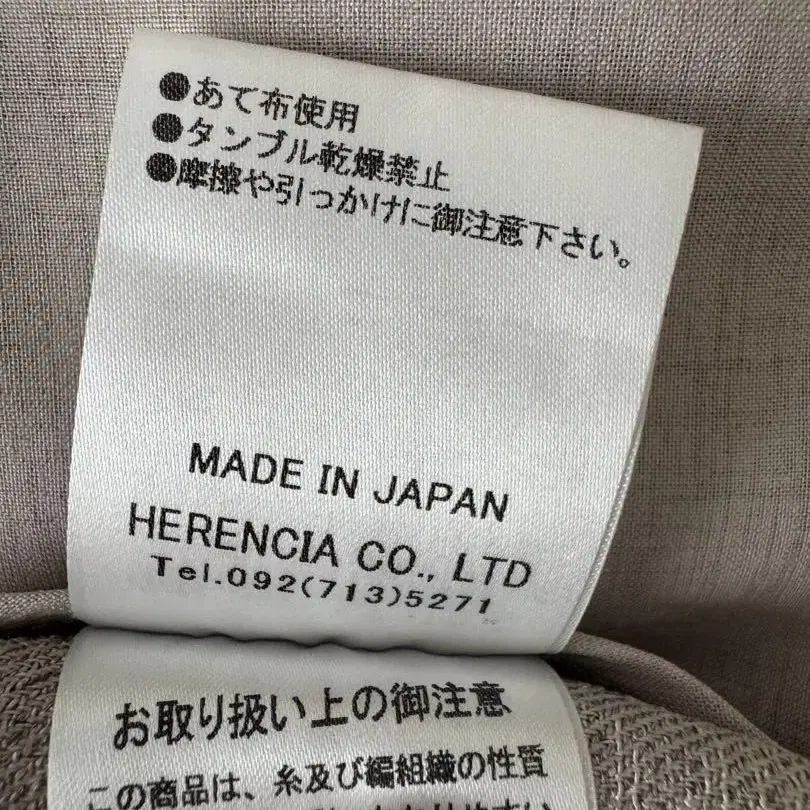 ●あて布使用
●タンブル乾燥禁止
●摩擦や引っかけに御注意下さい。
MADE IN JAPAN
HERENCIA CO., LTD
Tel.092(713)5271
お取り扱い上の御注意
この商品は、糸及び編組織の性質